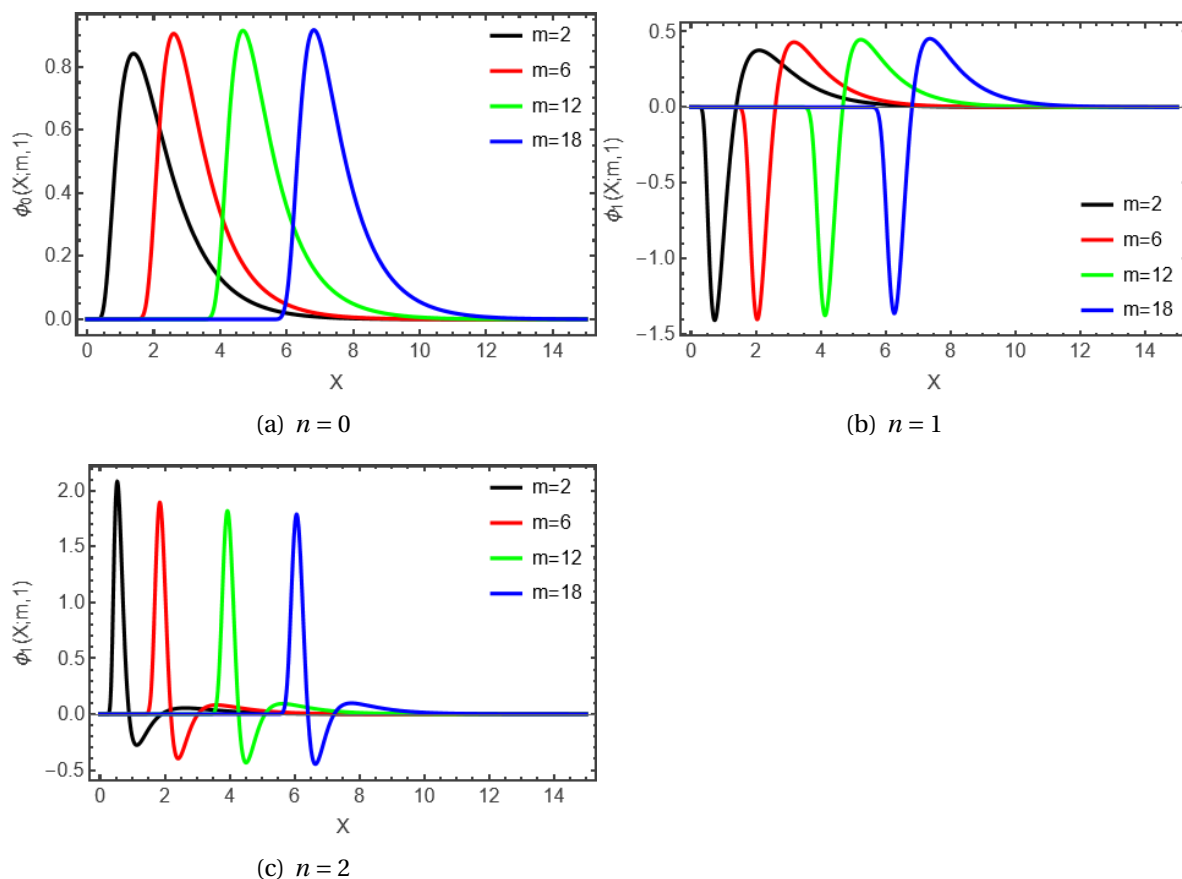 m=2
m=6
m=12
m=18
ϕ0(X;m,1)
0.8
0.6
0.4
0.2
0.0
0 2 4 6 8 10 12 14
X
(a) n = 0
0.5
0.0
−0.5
−1.0
−1.5
ϕ1(X;m,1)
m=2
m=6
m=12
m=18
0 2 4 6 8 10 12 14
X
(b) n = 1
2.0
1.5
1.0
0.5
0.0
−0.5
ϕ1(X;m,1)
m=2
m=6
m=12
m=18
0 2 4 6 8 10 12 14
X
(c) n = 2